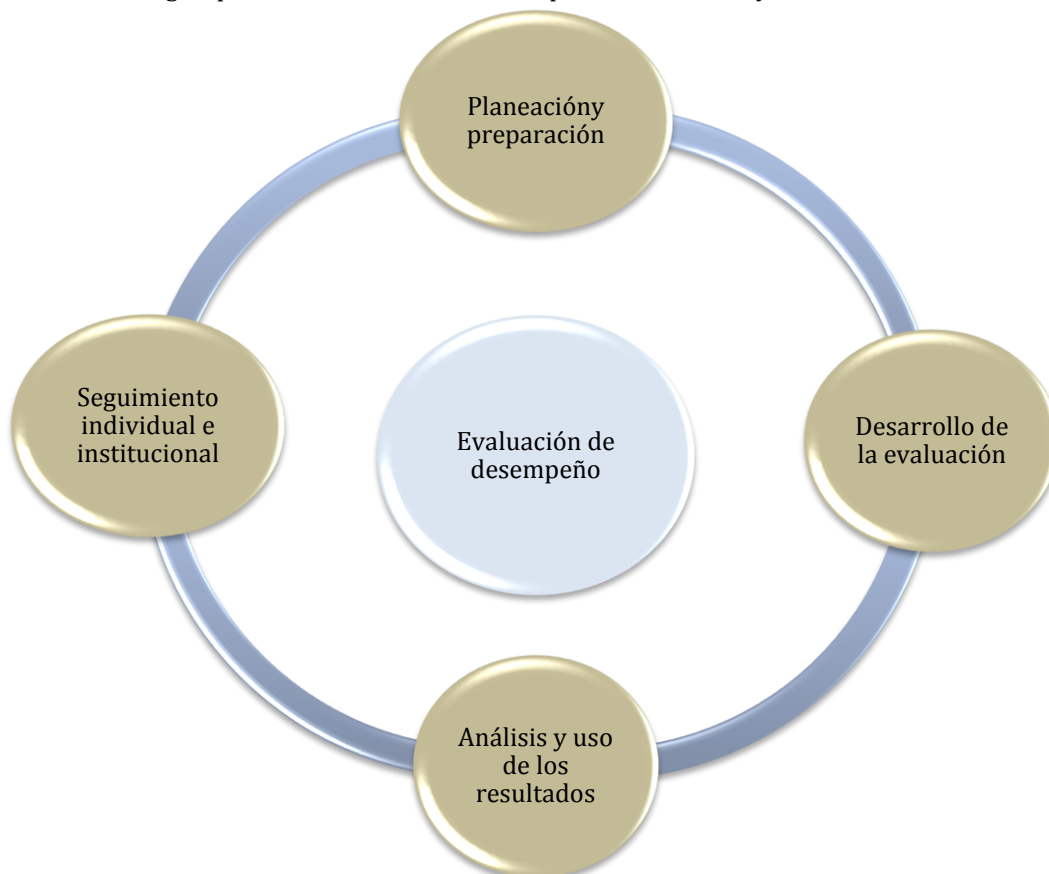 Planeacióny
preparación
Seguimiento
individual e
institucional
Evaluación de
desempeño
Desarrollo de
la evaluación
Análisis y uso
de los
resultados